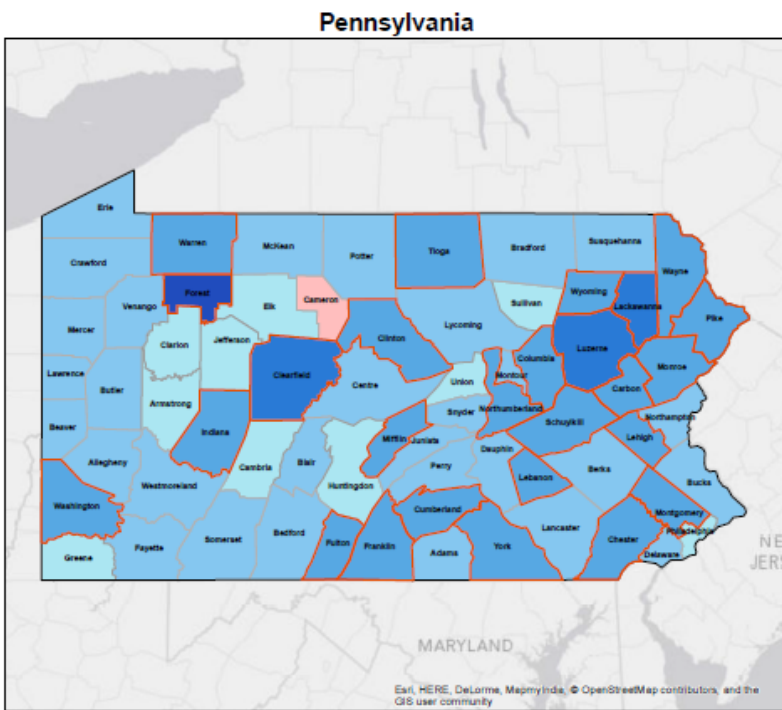 Pennsylvania
Erie
Warren
McKean
Potter
Tioga
Bradford
Susquehanna
Crawford
Wayne
Forest
Elk
Cameron
Wyoming
Lackawanna
Venango
Sullivan
Mercer
Jefferson
Lycoming
Pike
Clarion
Clinton
Luzerne
Columbia
Lawrence
Clearfield
Montour
Monroe
Butler
Centre
Union
Carbon
Armstrong
Snyder
Northumberland
Northampton
Beaver
Indiana
Mifflin
Juniata
Schuylkill
Lehigh
Allegheny
Cambria
Blair
Dauphin
Perry
Berks
Westmoreland
Huntingdon
Lebanon
Bucks
Washington
Cumberland
Montgomery
Lancaster
Philadelphia
Fayette
Somerset
Bedford
Fulton
Franklin
Adams
York
Chester
Delaware
Greene
NE
JERS
MARYLAND
Esri, HERE, DeLorme, MapmyIndia, © OpenStreetMap contributors, and the
GIS user community